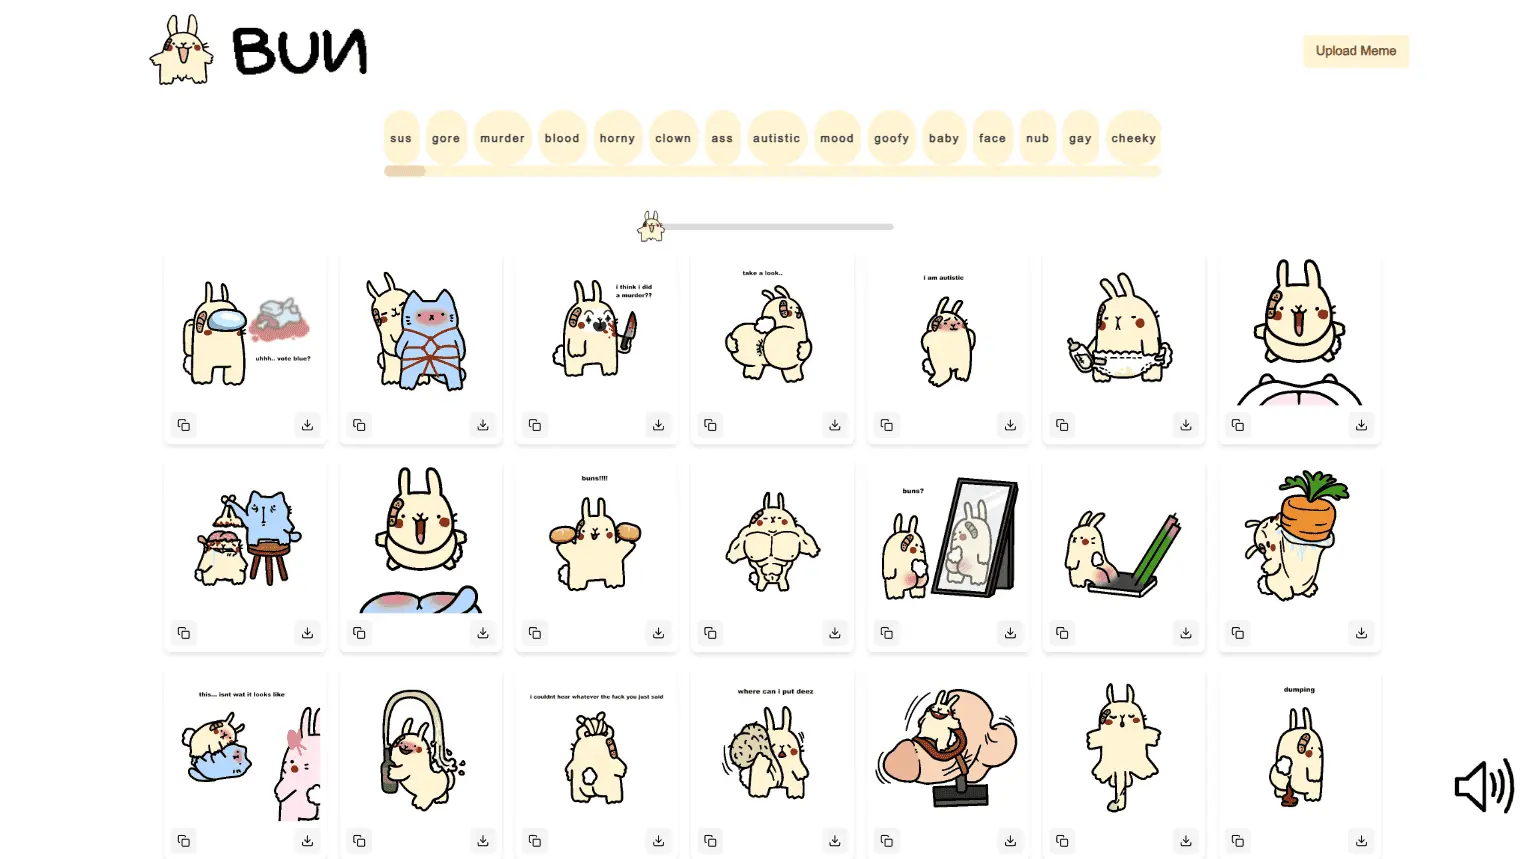 BUN
Upload Meme
sus gore murder blood horny clown ass autistic mood goofy baby face nub gay cheeky
uhhh.. vote blue?
i think i did
a murder??
take a look..
i am autistic
buns!!!!
buns?
this... isnt wat it looks like
i couldnt hear whatever the fuck you just said
where can i put deez
dumping